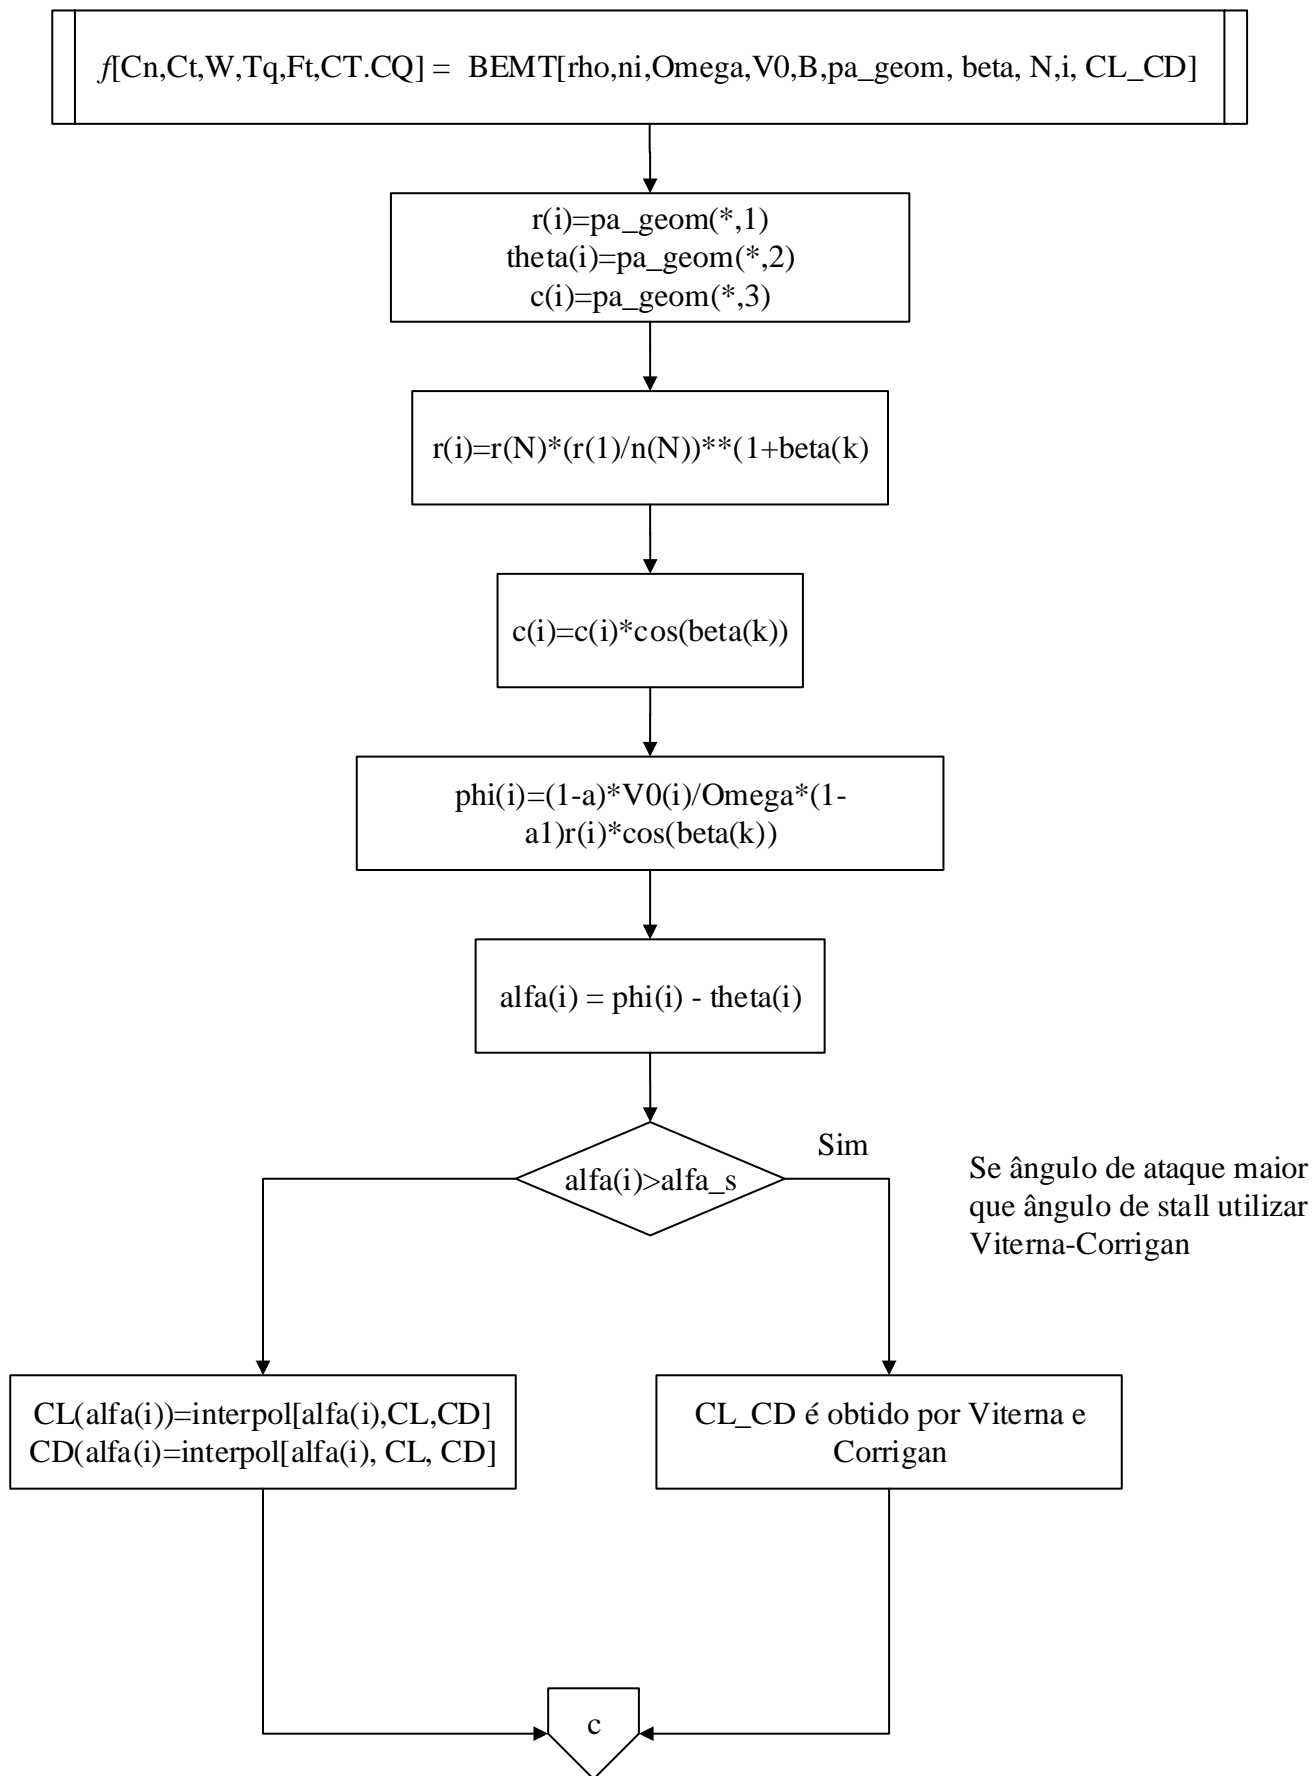 f[Cn,Ct,W,Tq,Ft,CT.CQ] = BEMT[rho,ni,Omega,V0,B,pa_geom, beta, N,i, CL_CD]
r(i)=pa_geom(*,1)
theta(i)=pa_geom(*,2)
c(i)=pa_geom(*,3)
r(i)=r(N)*(r(1)/n(N))**(1+beta(k)
c(i)=c(i)*cos(beta(k))
phi(i)=(1-a)*V0(i)/Omega*(1-
a1)r(i)*cos(beta(k))
alfa(i) = phi(i) - theta(i)
alfa(i)>alfa_s
Sim
Se ângulo de ataque maior
que ângulo de stall utilizar
Viterna-Corrigan
CL(alfa(i))=interpol[alfa(i),CL,CD]
CD(alfa(i)=interpol[alfa(i), CL, CD]
CL_CD é obtido por Viterna e
Corrigan
c